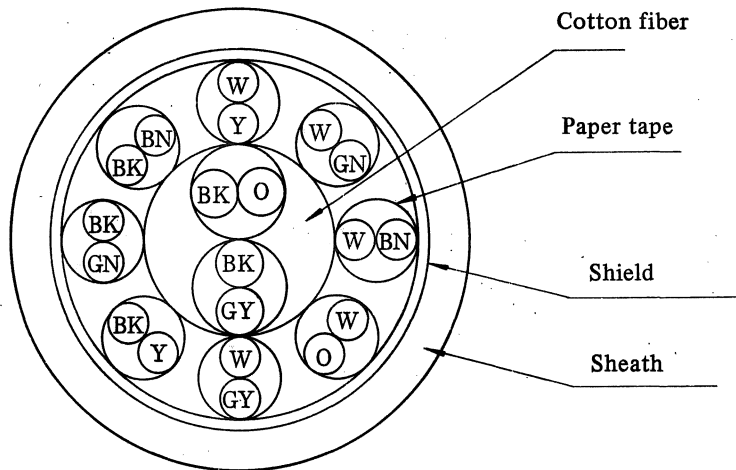 Cotton fiber
Paper tape
Shield
Sheath
W
Y
W
GN
W
BN
W
O
W
GY
BK
Y
BK
GN
BN
BK
BK
O
BK
GY